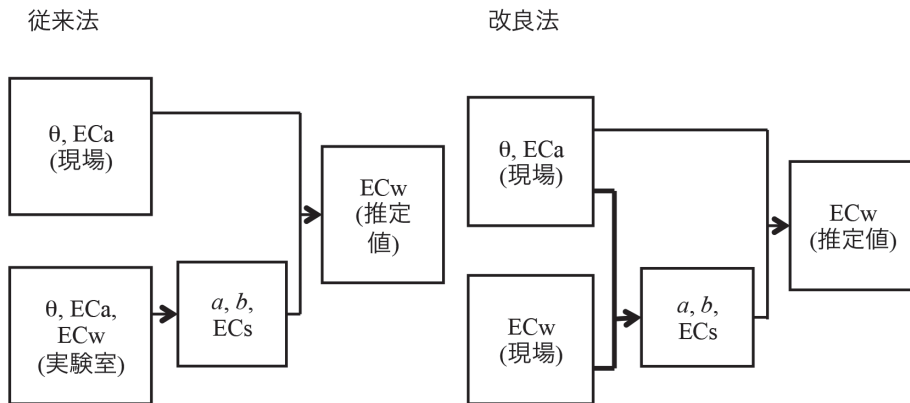 従来法
θ, ECa
(現場)
θ, ECa,
ECw
(実験室)
a, b,
ECs
ECw
(推定
値)
改良法
θ, ECa
(現場)
ECw
(現場)
a, b,
ECs
ECw
(推定値)